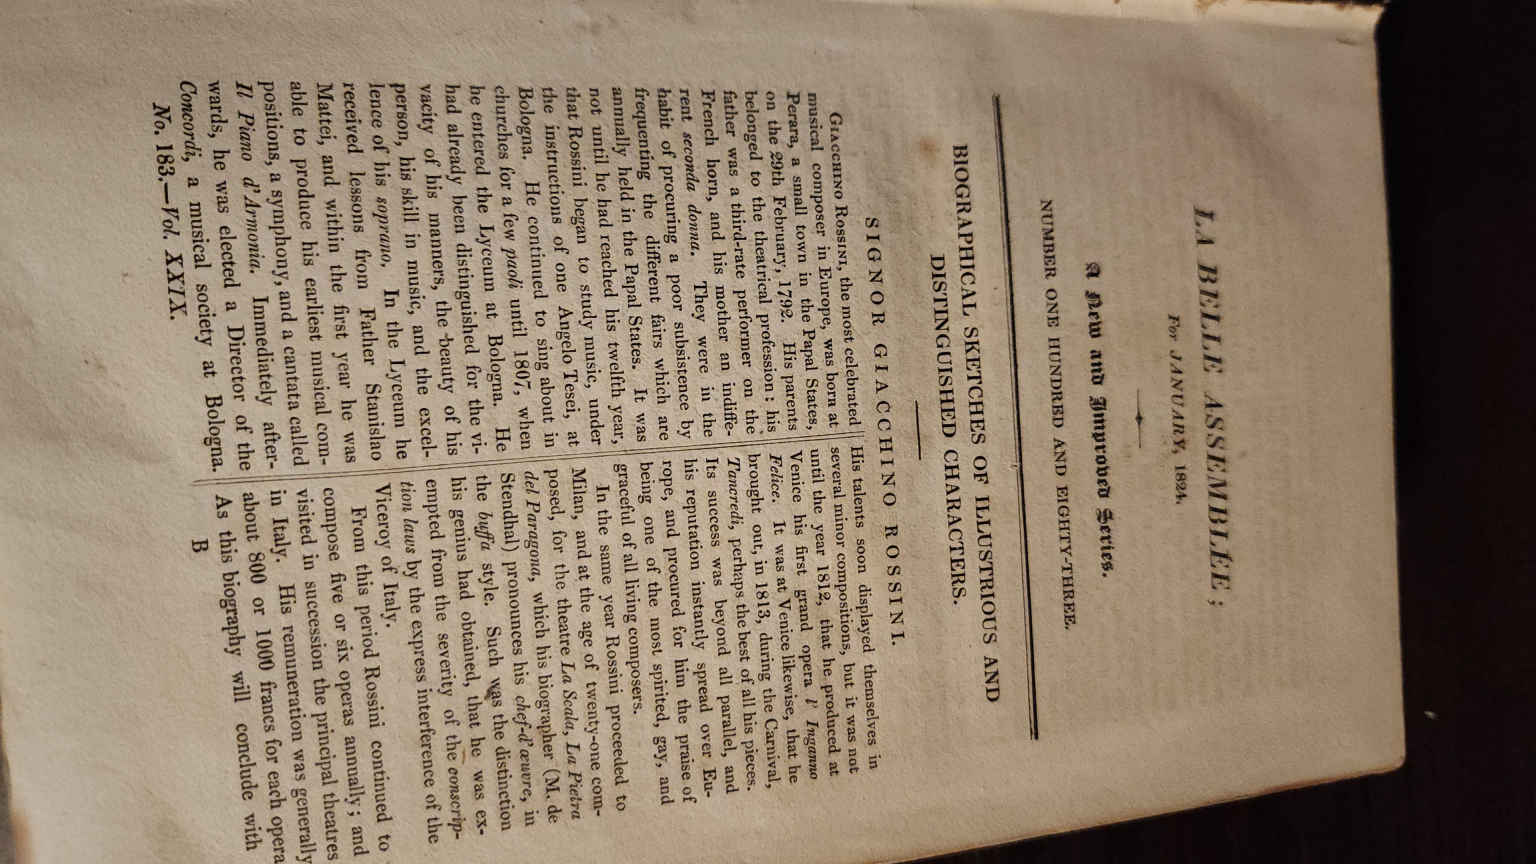 LA BELLE ASSEMBLÉE;
For JANUARY, 1824.
A New and Improved Series.
NUMBER ONE HUNDRED AND EIGHTY-THREE.
BIOGRAPHICAL SKETCHES OF ILLUSTRIOUS AND
DISTINGUISHED CHARACTERS.
SIGNOR GIACCHINO ROSSINI.
GIACCHINO ROSSINI, the most celebrated
musical composer in Europe, was born at
Perara, a small town in the Papal States,
on the 29th February, 1792. His parents
belonged to the theatrical profession: his
father was a third-rate performer on the
French horn, and his mother an indiffe-
rent seconda donna. They were in the
habit of procuring a poor subsistence by
frequenting the different fairs which are
annually held in the Papal States. It was
not until he had reached his twelfth year,
that Rossini began to study music, under
the instructions of one Angelo Tesei, at
Bologna. He continued to sing about in
churches for a few paoli until 1807, when
he entered the Lyceum at Bologna. He
had already been distinguished for the vi-
vacity of his manners, the beauty of his
person, his skill in music, and the excel-
lence of his soprano. In the Lyceum he
received lessons from Father Stanislao
Mattei, and within the first year he was
able to produce his earliest musical com-
positions, a symphony, and a cantata called
Il Piano d'Armonia. Immediately after-
wards, he was elected a Director of the
Concordi, a musical society at Bologna.
No. 183.—Vol. XXIX.
His talents soon displayed themselves in
several minor compositions, but it was not
until the year 1812, that he produced at
Venice his first grand opera l' Inganno
Felice. It was at Venice likewise, that he
brought out, in 1813, during the Carnival,
Tancredi, perhaps the best of all his pieces.
Its success was beyond all parallel, and
his reputation instantly spread over Eu-
rope, and procured for him the praise of
being one of the most spirited, gay, and
graceful of all living composers.
In the same year Rossini proceeded to
Milan, and at the age of twenty-one com-
posed, for the theatre La Scala, La Pietra
del Paragona, which his biographer (M. de
Stendhal) pronounces his chef-d'œuvre, in
the buffa style. Such was the distinction
his genius had obtained, that he was ex-
empted from the severity of the conscrip-
tion laws by the express interference of the
Viceroy of Italy.
From this period Rossini continued to
compose five or six operas annually; and
visited in succession the principal theatres
in Italy. His remuneration was generally
about 800 or 1000 francs for each opera
As this biography will conclude with
B